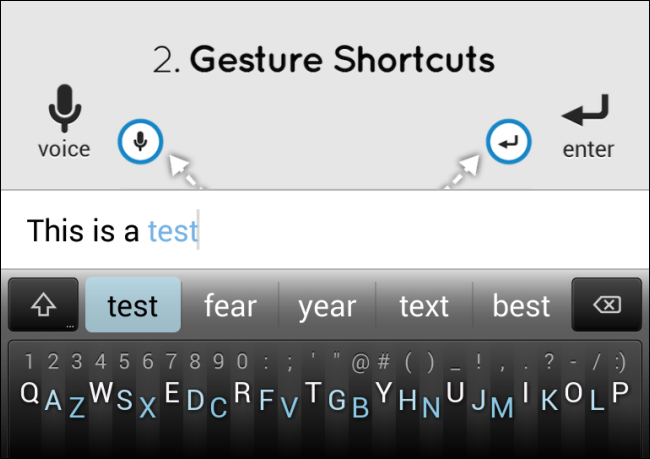 2. Gesture Shortcuts
voice
enter
This is a test
test fear year text best
1 2 3 4 5 6 7 8 9 0 : ; ' " @ # ( ) _ ! , . ? - / :)
Q A Z W S X E D C R F V T G B Y H N U J M I K O L P